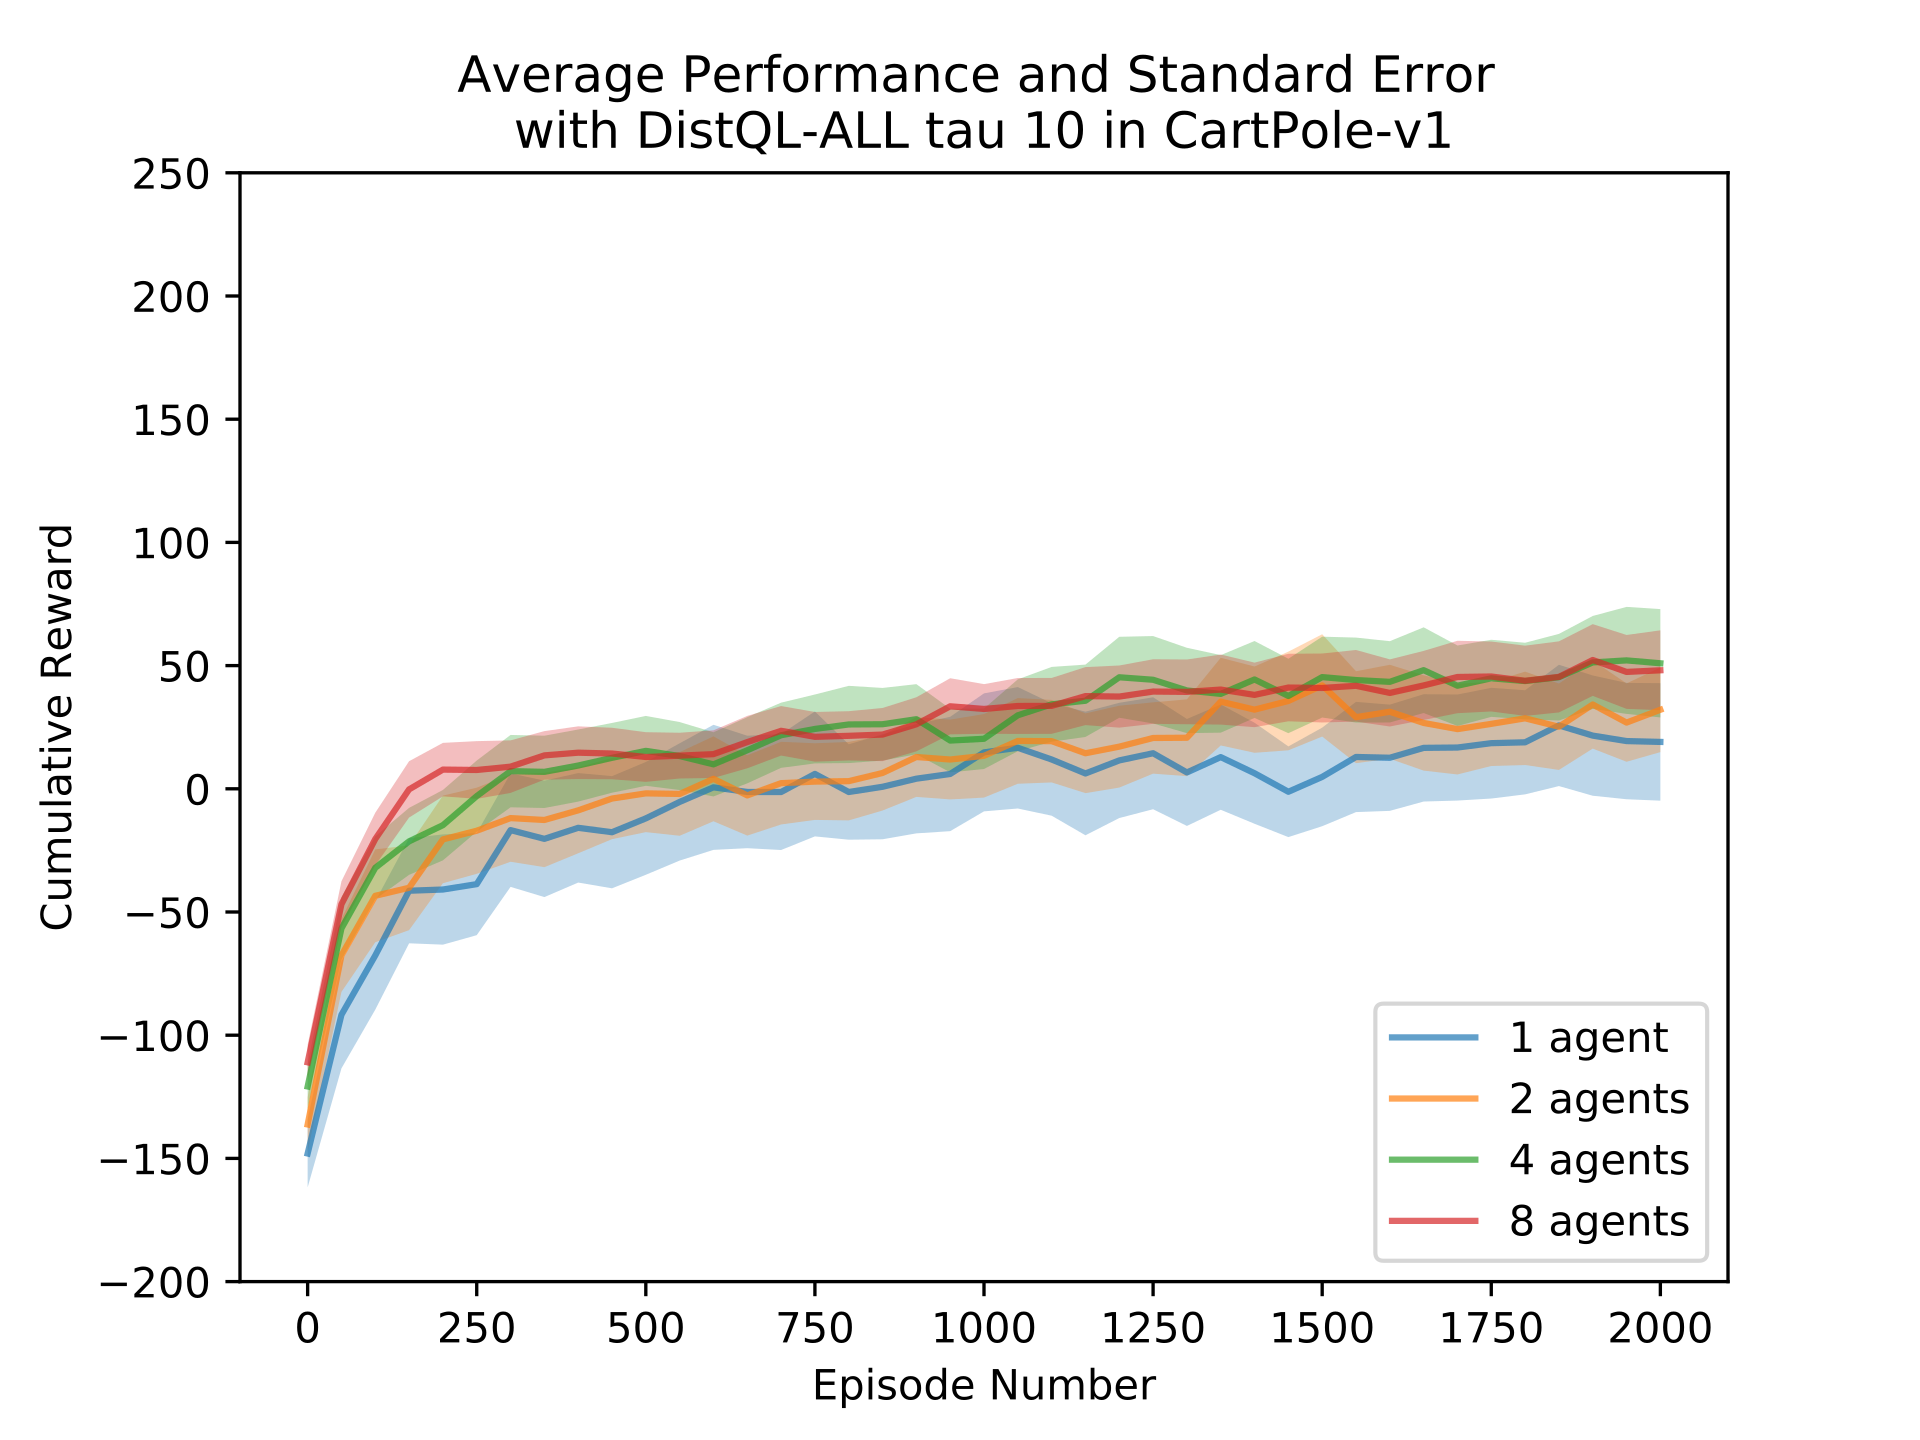 Average Performance and Standard Error
with DistQL-ALL tau 10 in CartPole-v1
250
200
150
100
50
0
−50
−100
−150
−200
Cumulative Reward
1 agent
2 agents
4 agents
8 agents
0 250 500 750 1000 1250 1500 1750 2000
Episode Number